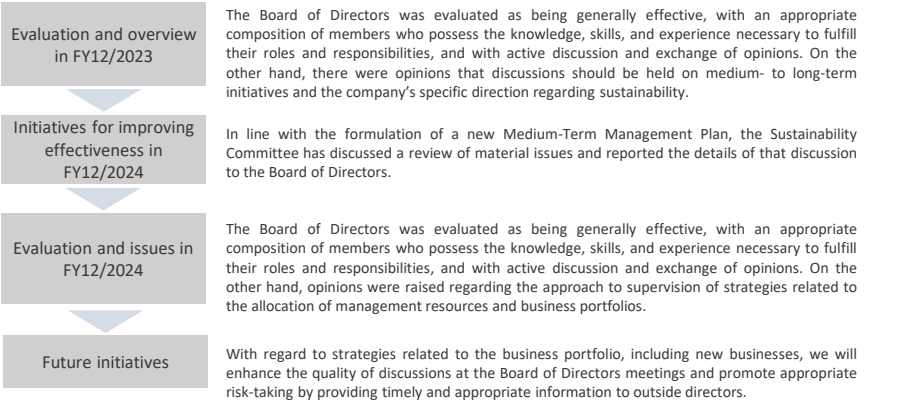 Evaluation and overview
in FY12/2023
The Board of Directors was evaluated as being generally effective, with an appropriate
composition of members who possess the knowledge, skills, and experience necessary to fulfill
their roles and responsibilities, and with active discussion and exchange of opinions. On the
other hand, there were opinions that discussions should be held on medium- to long-term
initiatives and the company’s specific direction regarding sustainability.
Initiatives for improving
effectiveness in
FY12/2024
In line with the formulation of a new Medium-Term Management Plan, the Sustainability
Committee has discussed a review of material issues and reported the details of that discussion
to the Board of Directors.
Evaluation and issues in
FY12/2024
The Board of Directors was evaluated as being generally effective, with an appropriate
composition of members who possess the knowledge, skills, and experience necessary to fulfill
their roles and responsibilities, and with active discussion and exchange of opinions. On the
other hand, opinions were raised regarding the approach to supervision of strategies related to
the allocation of management resources and business portfolios.
Future initiatives
With regard to strategies related to the business portfolio, including new businesses, we will
enhance the quality of discussions at the Board of Directors meetings and promote appropriate
risk-taking by providing timely and appropriate information to outside directors.